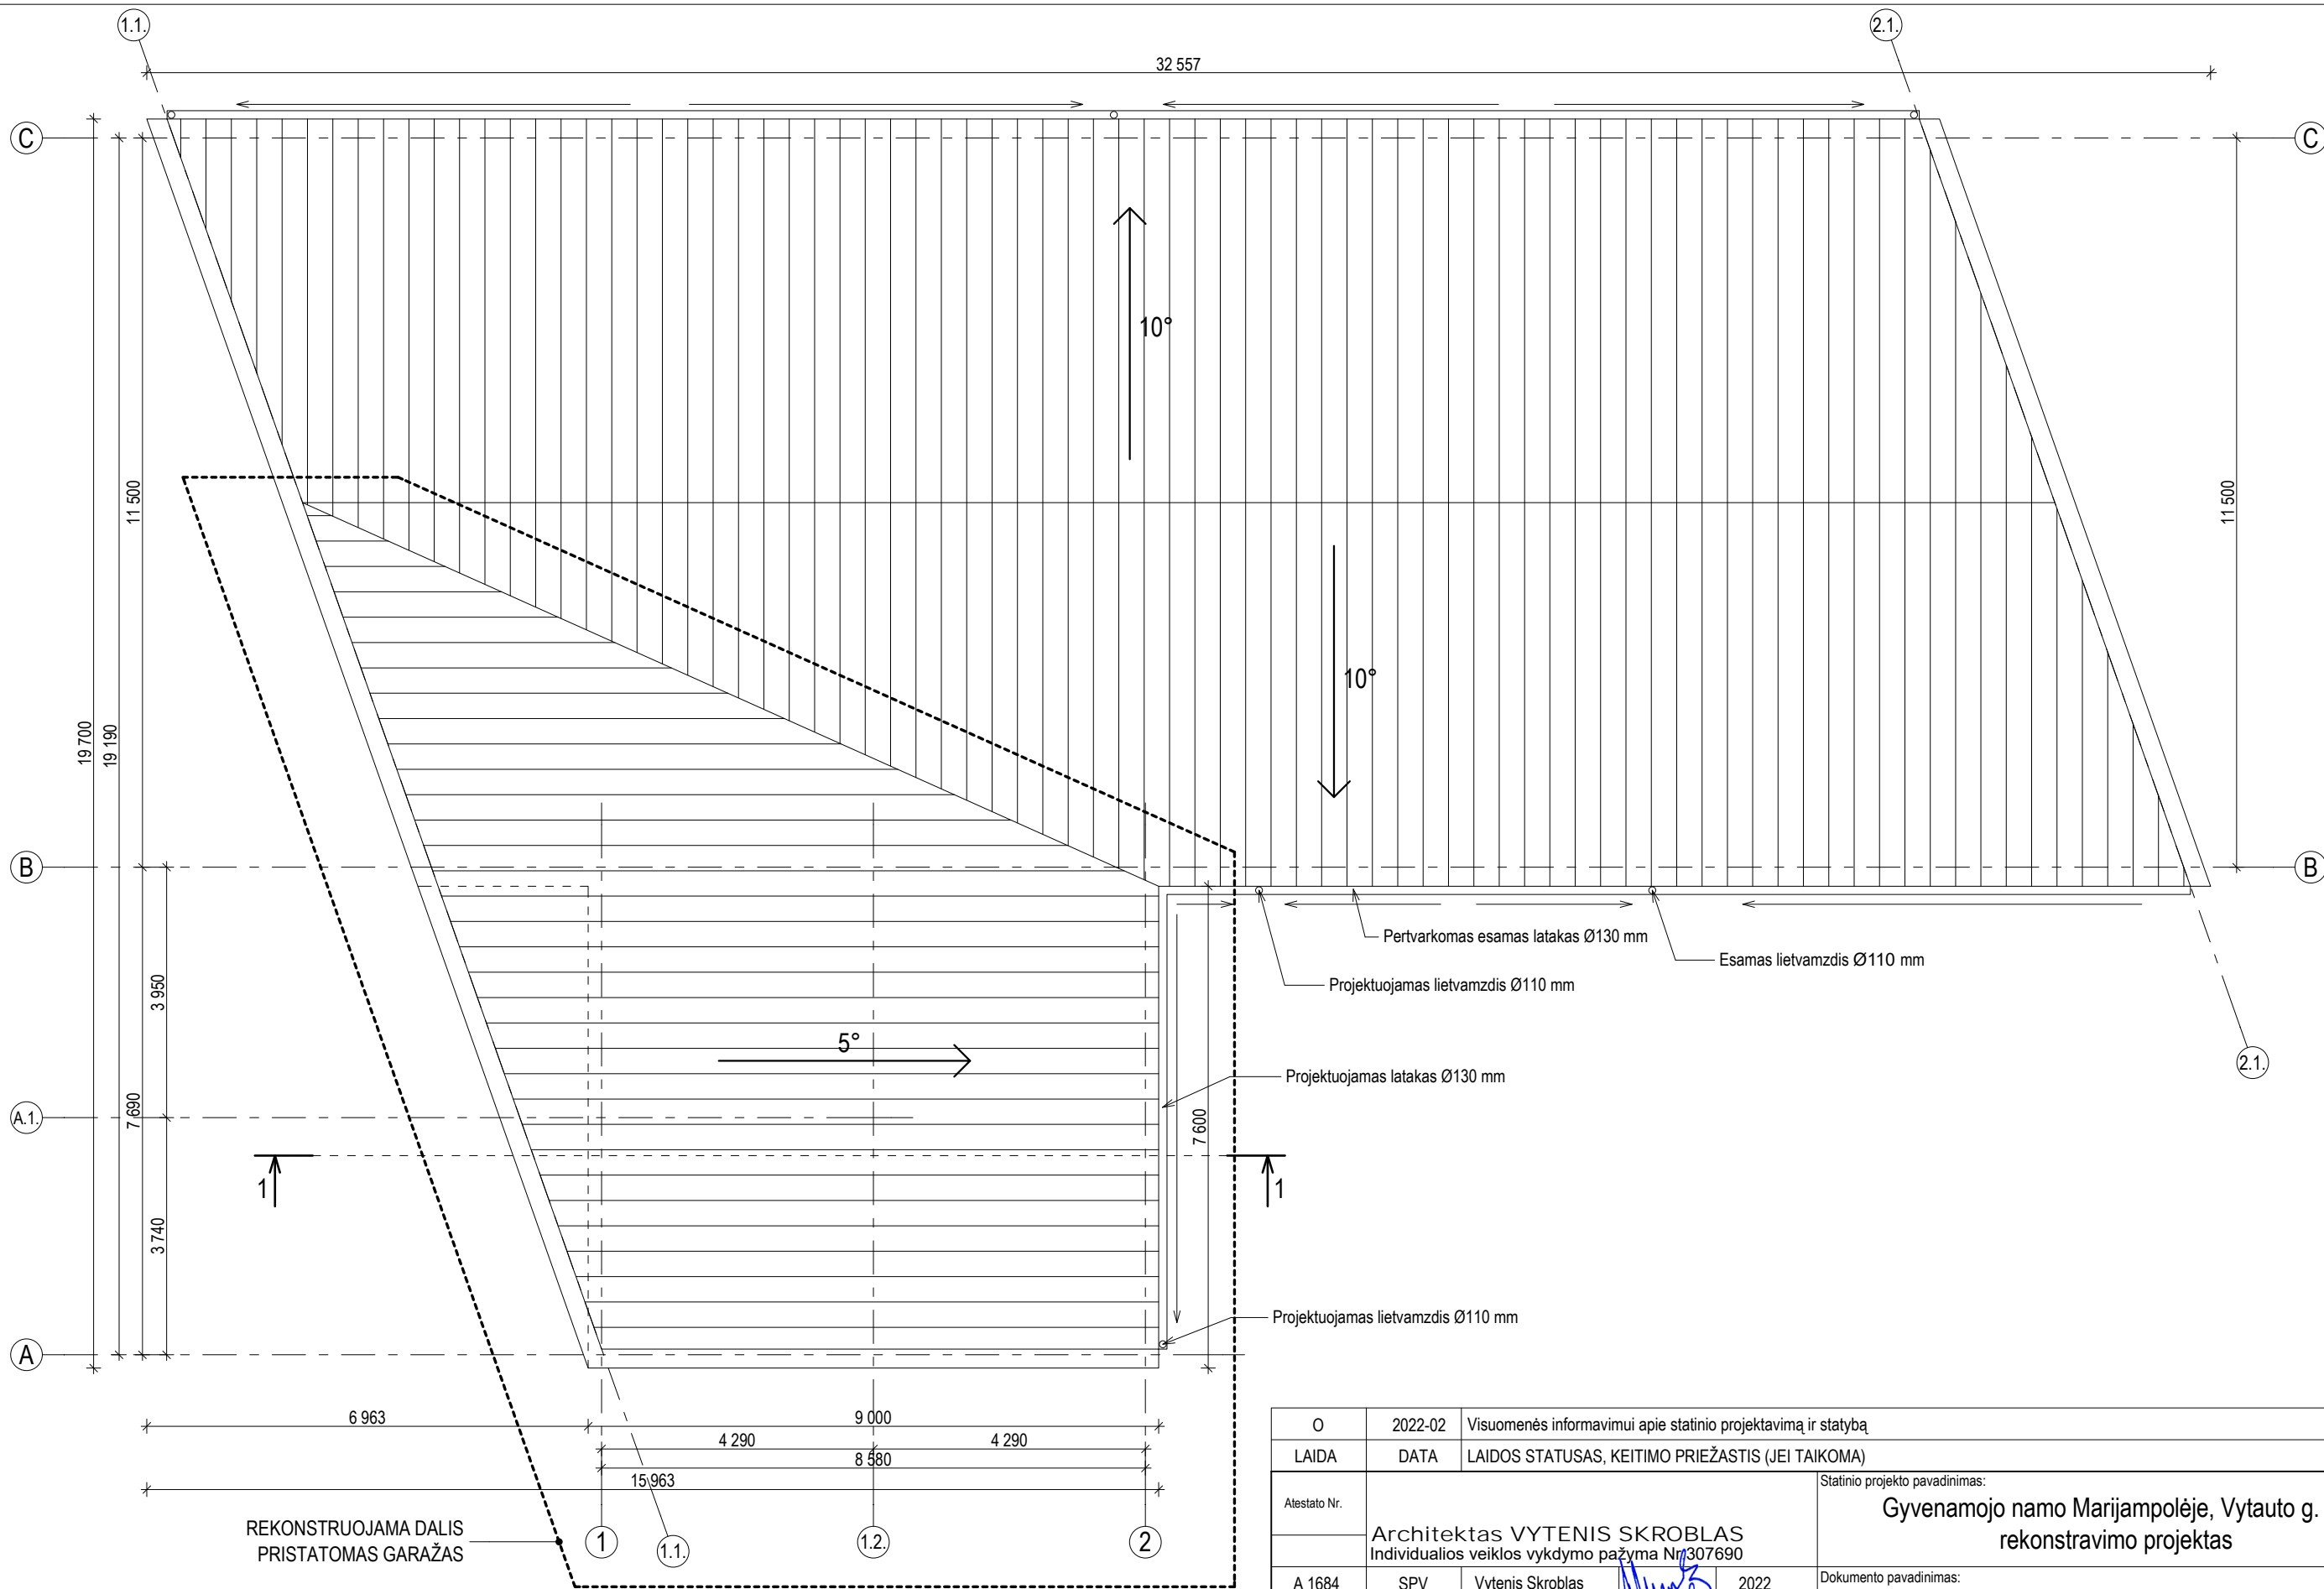 1.1.
2.1.
32 557
C
C
10°
11 500
11 500
10°
19 700
19 190
B
B
Pertvarkomas esamas latakas Ø130 mm
Esamas lietvamzdis Ø110 mm
Projektuojamas lietvamzdis Ø110 mm
3 950
5°
2.1.
Projektuojamas latakas Ø130 mm
A.1.
7 690
7 600
1
1
3 740
Projektuojamas lietvamzdis Ø110 mm
A
6 963
9 000
4 290
4 290
8 580
15 963
REKONSTRUOJAMA DALIS
PRISTATOMAS GARAŽAS
1
1.1.
1.2.
2
O 2022-02 Visuomenės informavimui apie statinio projektavimą ir statybą
LAIDA DATA LAIDOS STATUSAS, KEITIMO PRIEŽASTIS (JEI TAIKOMA)
Atestato Nr.
Architektas VYTENIS SKROBLAS
Individualios veiklos vykdymo pažyma Nr.307690
Statinio projekto pavadinimas:
Gyvenamojo namo Marijampolėje, Vytauto g.
rekonstravimo projektas
A 1684 SPV Vytenis Skroblas 2022
Dokumento pavadinimas: